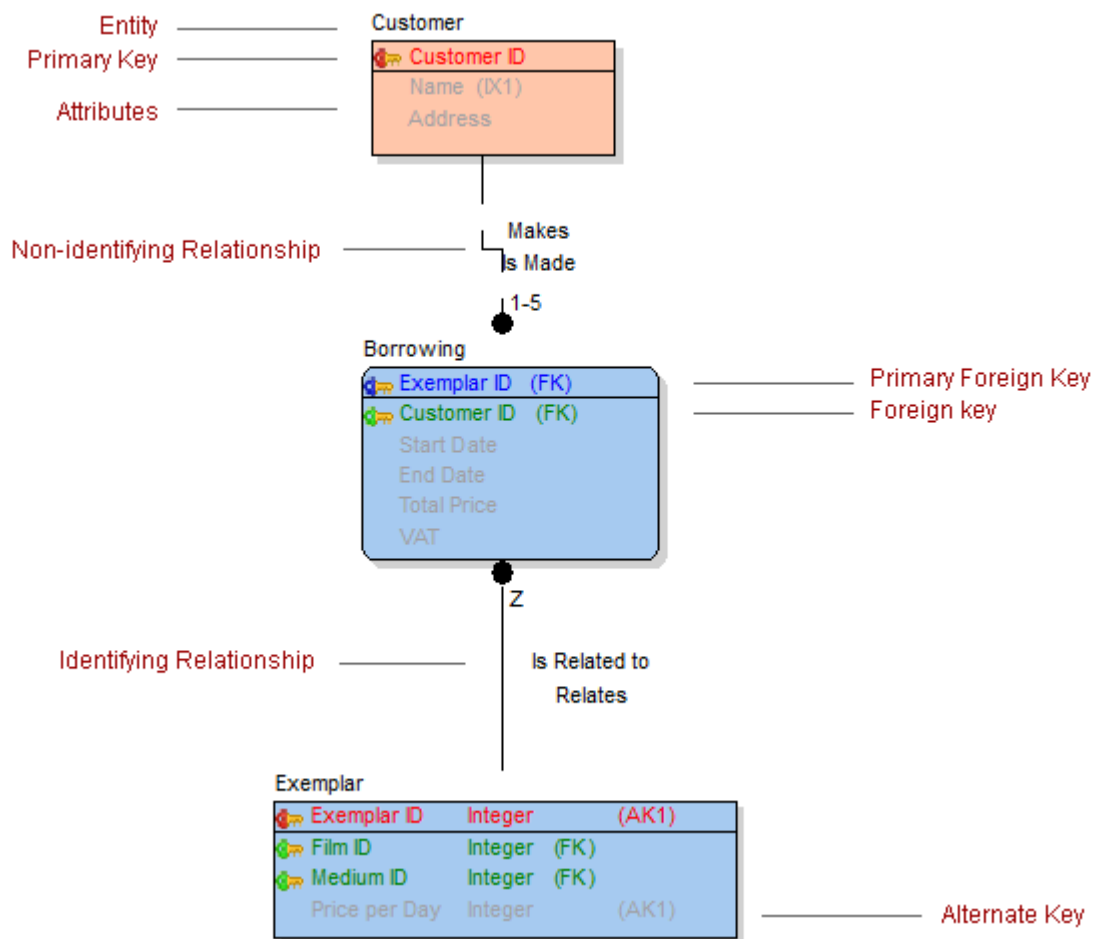 Customer
Entity
Primary Key
Customer ID
Name (IX1)
Attributes
Address
Non-identifying Relationship
Makes
Is Made
1-5
Borrowing
Exemplar ID (FK)
Primary Foreign Key
Customer ID (FK)
Foreign key
Start Date
End Date
Total Price
VAT
Z
Identifying Relationship
Is Related to
Relates
Exemplar
Exemplar ID Integer (AK1)
Film ID Integer (FK)
Medium ID Integer (FK)
Price per Day Integer (AK1)
Alternate Key